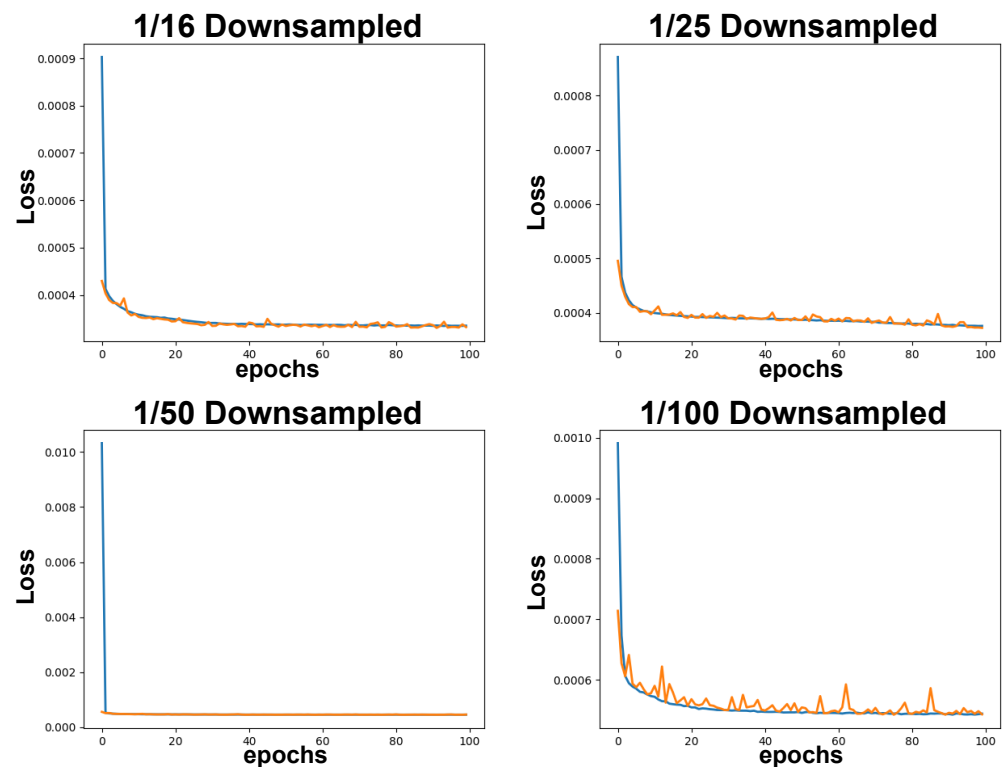 1/16 Downsampled
0.0009
0.0008
0.0007
0.0006
0.0005
0.0004
Loss
0 20 40 60 80 100
epochs
1/25 Downsampled
0.0008
0.0007
0.0006
0.0005
0.0004
Loss
0 20 40 60 80 100
epochs
1/50 Downsampled
0.010
0.008
0.006
0.004
0.002
0.000
Loss
0 20 40 60 80 100
epochs
1/100 Downsampled
0.0010
0.0009
0.0008
0.0007
0.0006
Loss
0 20 40 60 80 100
epochs